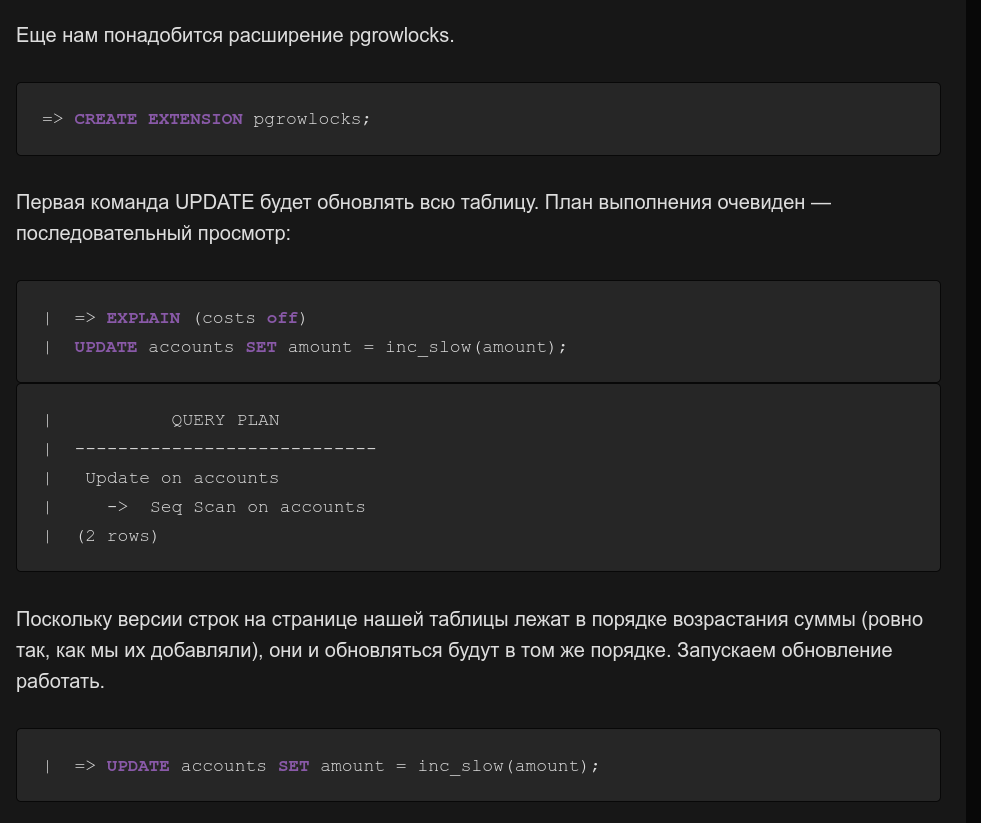 Еще нам понадобится расширение pgrowlocks.
=> CREATE EXTENSION pgrowlocks;
Первая команда UPDATE будет обновлять всю таблицу. План выполнения очевиден —
последовательный просмотр:
|  => EXPLAIN (costs off)
|  UPDATE accounts SET amount = inc_slow(amount);
|           QUERY PLAN
|  ----------------------------
|   Update on accounts
|     ->  Seq Scan on accounts
|  (2 rows)
Поскольку версии строк на странице нашей таблицы лежат в порядке возрастания суммы (ровно
так, как мы их добавляли), они и обновляться будут в том же порядке. Запускаем обновление
работать.
|  => UPDATE accounts SET amount = inc_slow(amount);